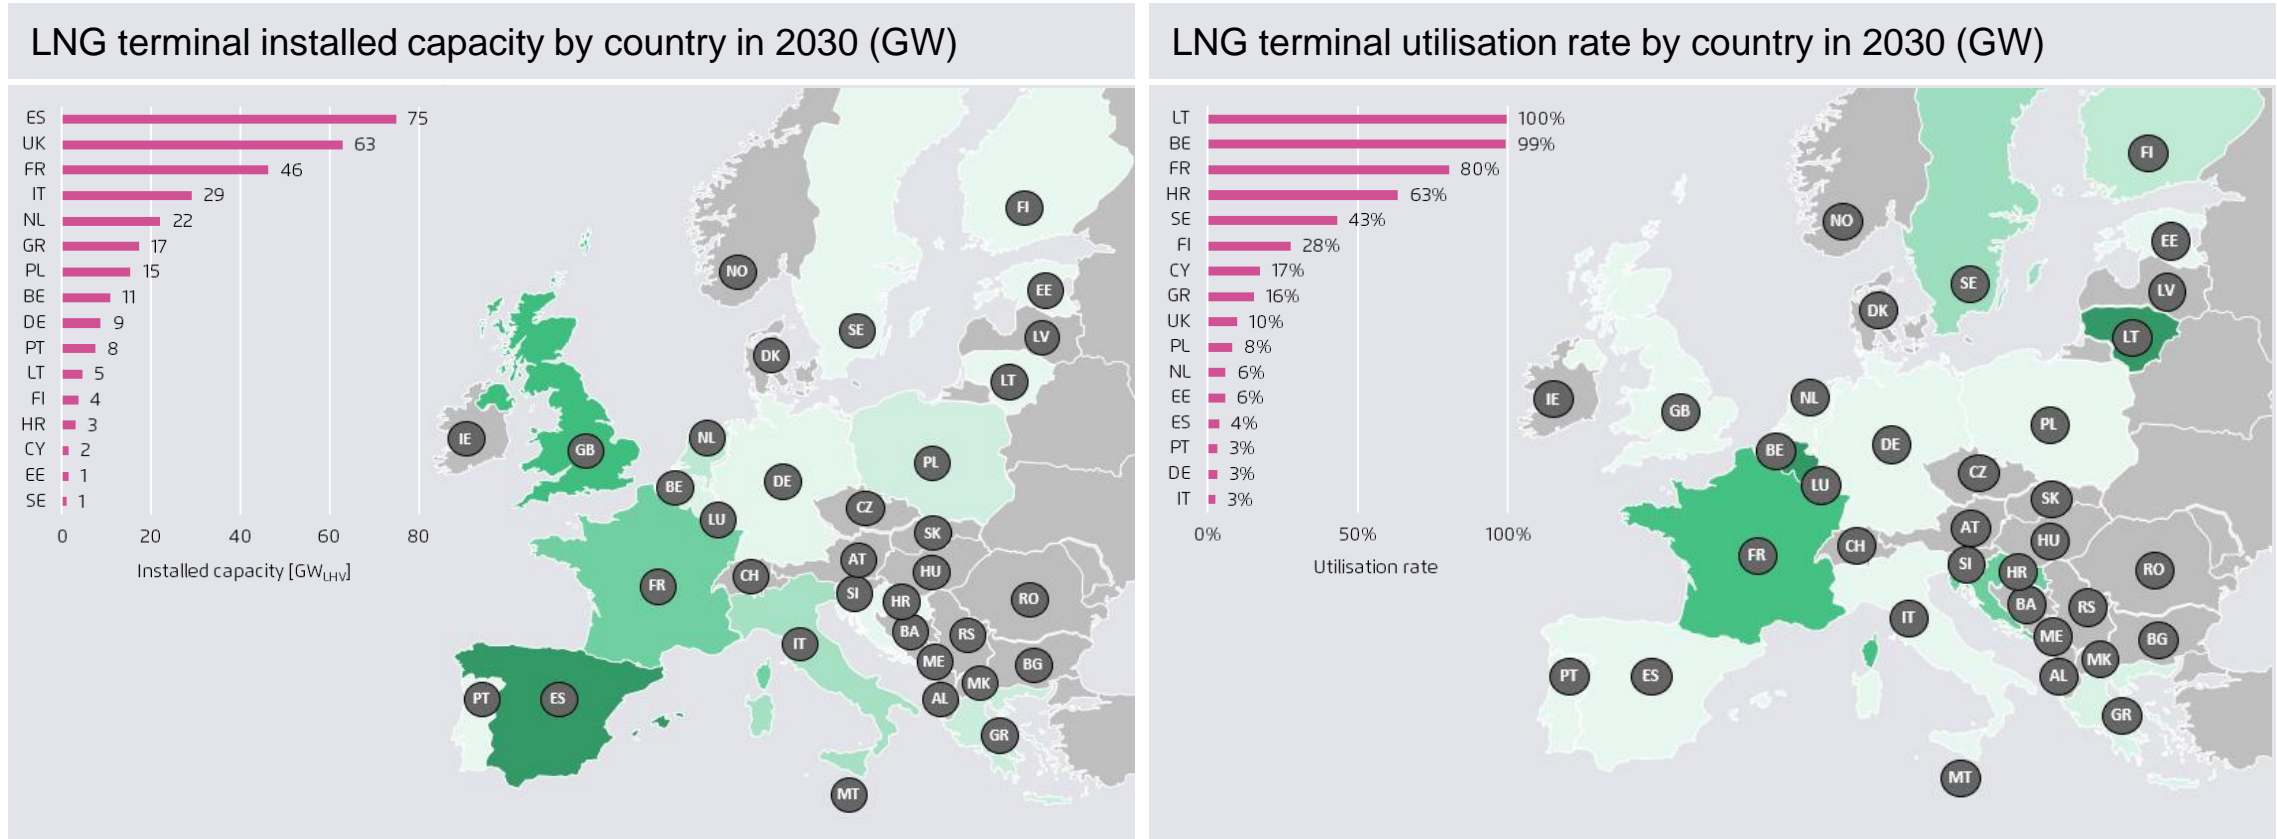 LNG terminal installed capacity by country in 2030 (GW)
ES 75
UK 63
FR 46
IT 29
NL 22
GR 17
PL 15
BE 11
DE 9
PT 8
LT 5
FI 4
HR 3
CY 2
EE 1
SE 1
0 20 40 60 80
Installed capacity [GW_LHV]
FI
NO
EE
SE
LV
DK
LT
IE
NL
GB
PL
BE
DE
CZ
LU
SK
AT
HU
CH
FR
SI
HR
RO
BA
RS
IT
ME
BG
MK
PT
ES
AL
GR
MT
LNG terminal utilisation rate by country in 2030 (GW)
LT 100%
BE 99%
FR 80%
HR 63%
SE 43%
FI 28%
CY 17%
GR 16%
UK 10%
PL 8%
NL 6%
EE 6%
ES 4%
PT 3%
DE 3%
IT 3%
0% 50% 100%
Utilisation rate
FI
NO
EE
SE
LV
DK
LT
NL
IE
GB
PL
BE
DE
CZ
LU
SK
AT
HU
CH
FR
SI
HR
RO
BA
RS
IT
ME
BG
MK
PT
ES
AL
GR
MT